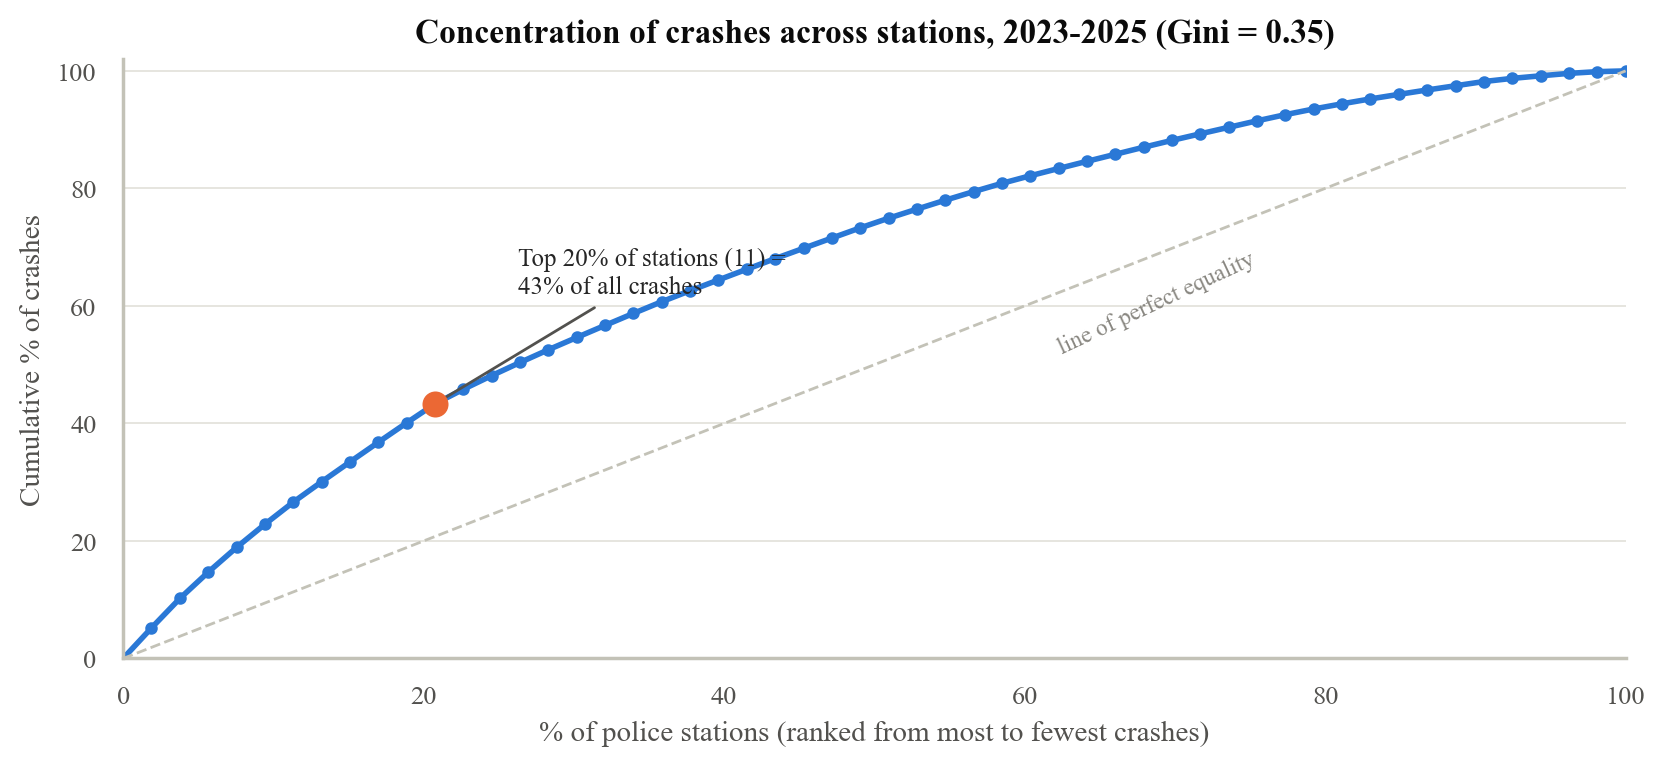 Concentration of crashes across stations, 2023-2025 (Gini = 0.35)
Cumulative % of crashes
100
80
60
40
20
0
Top 20% of stations (11) =
43% of all crashes
line of perfect equality
0 20 40 60 80 100
% of police stations (ranked from most to fewest crashes)